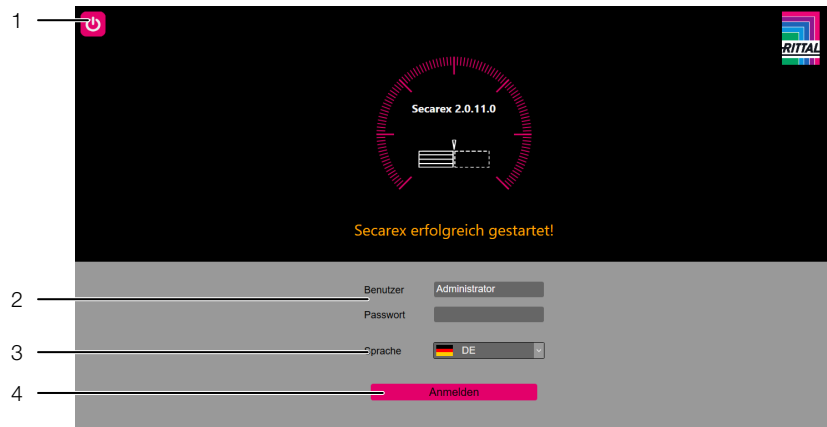 1
RITTAL
Secarex 2.0.11.0
Secarex erfolgreich gestartet!
2
Benutzer Administrator
Passwort
3
Sprache DE
4
Anmelden